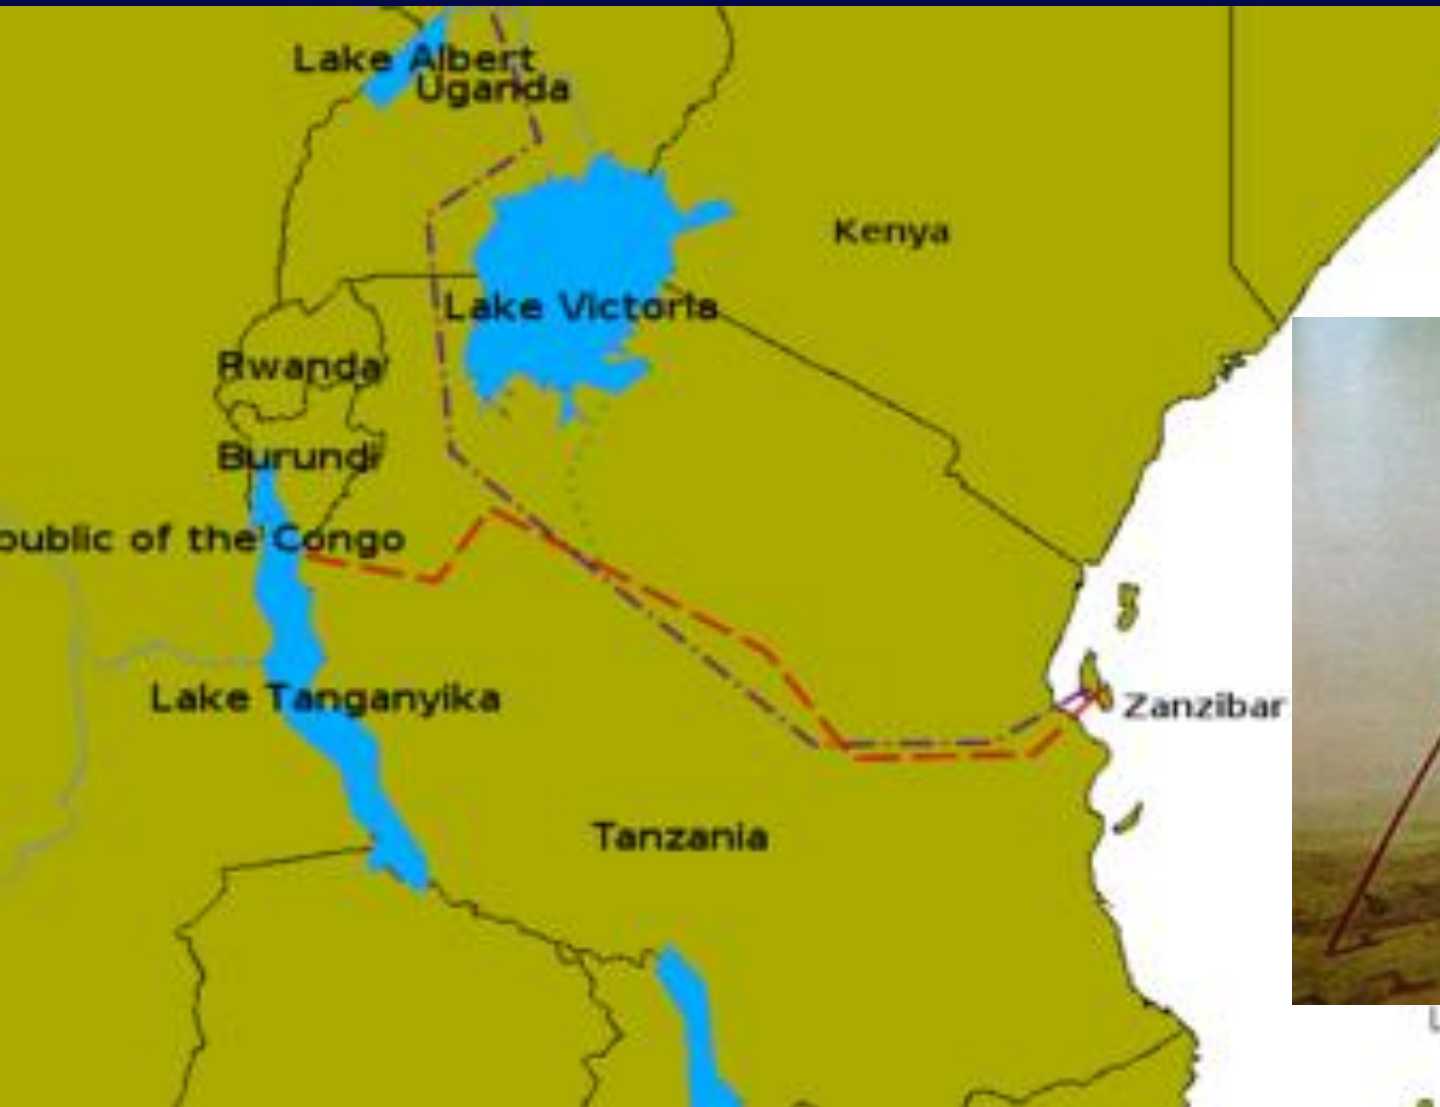 Lake Albert
Uganda
Kenya
Lake Victoria
Rwanda
Burundi
public of the Congo
Lake Tanganyika
Zanzibar
Tanzania